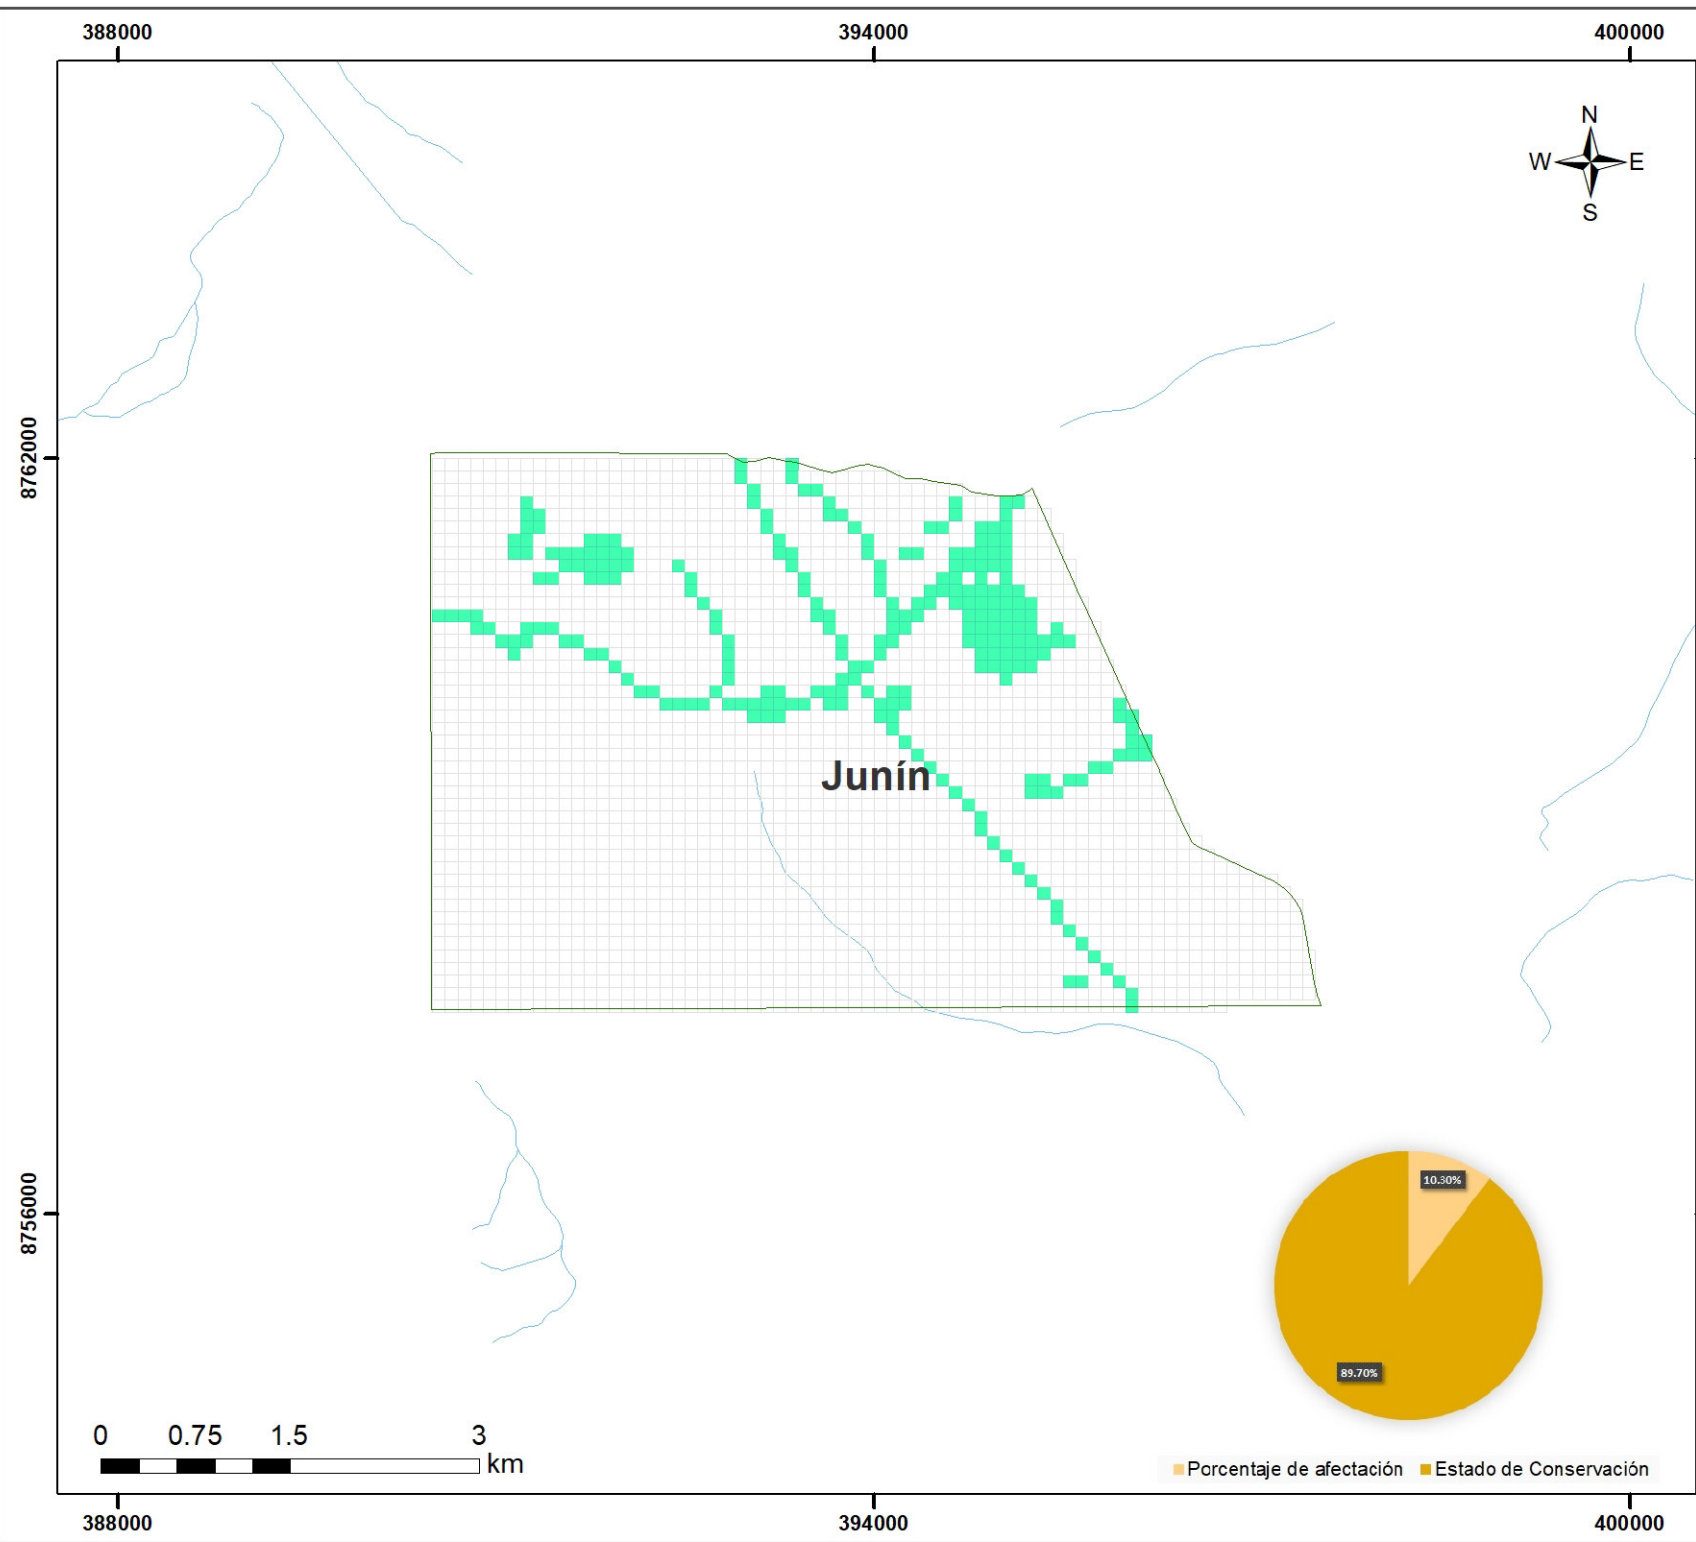 388000 394000 400000
N
W E
S
8762000
Junín
8756000
10.30%
89.70%
0 0.75 1.5 3
km
Porcentaje de afectación Estado de Conservación
388000 394000 400000